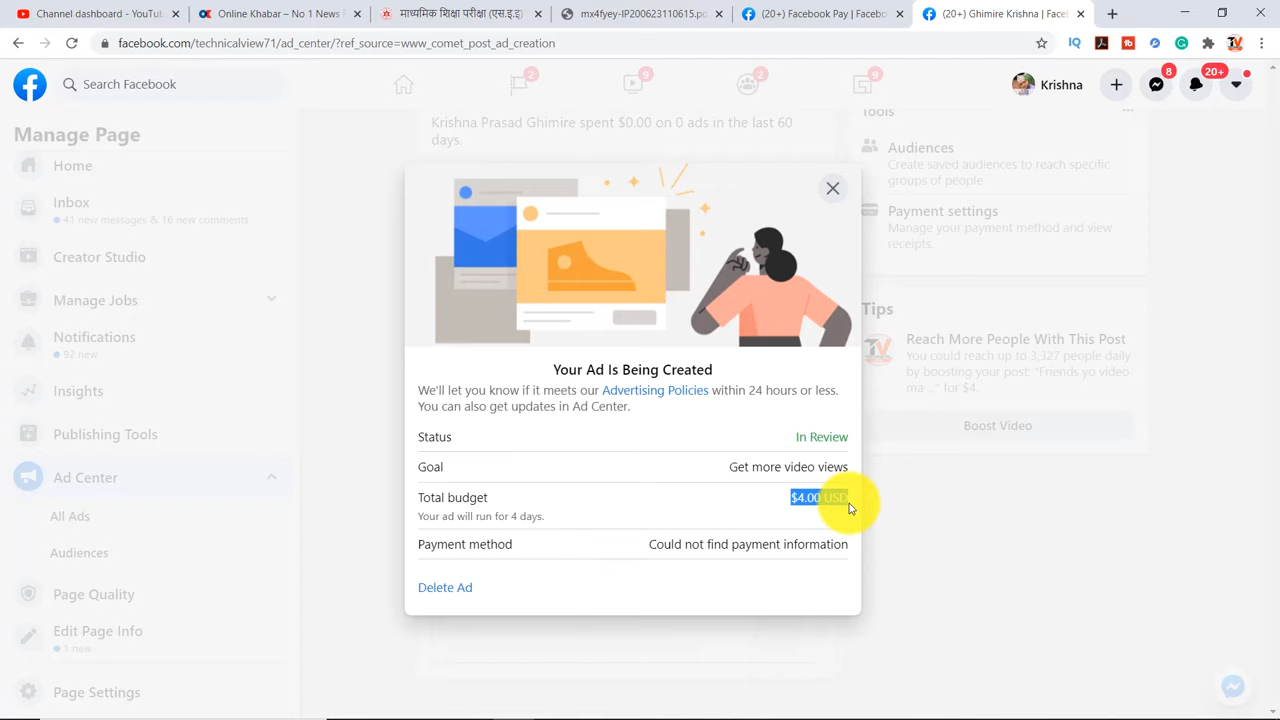 Channel dashboard - YouTu
Online Khabar – No 1 News P
माध्यमिक शिक्षा
mx4fyey-IP200623110615.p
(20+) Facebook Pay | Facebo
(20+) Ghimire Krishna | Face
facebook.com/technicalview71/ad_center/?ref_source=www_comet_post_ad_creation
Search Facebook
2
9
2
9
Krishna
8
20+
Manage Page
Home
Inbox
41 new messages & 16 new comments
Creator Studio
Manage Jobs
Notifications
92 new
Insights
Publishing Tools
Ad Center
All Ads
Audiences
Page Quality
Edit Page Info
1 new
Page Settings
Krishna Prasad Ghimire spent $0.00 on 0 ads in the last 60
days.
Your Ad Is Being Created
We'll let you know if it meets our Advertising Policies within 24 hours or less.
You can also get updates in Ad Center.
Status In Review
Goal Get more video views
Total budget $4.00 USD
Your ad will run for 4 days.
Payment method Could not find payment information
Delete Ad
Tools
Audiences
Create saved audiences to reach specific
groups of people.
Payment settings
Manage your payment method and view
receipts.
Tips
Reach More People With This Post
You could reach up to 3,327 people daily
by boosting your post: "Friends yo video
ma ..." for $4.
Boost Video